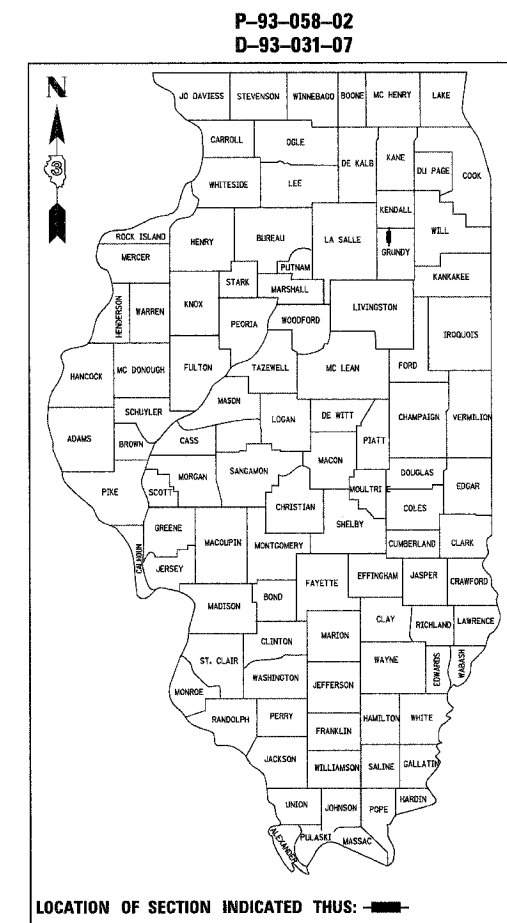 P-93-058-02
D-93-031-07
N
JO DAVIESS STEVENSON WINNEBAGO BOONE MC HENRY LAKE
CARROLL OGLE DE KALB KANE DU PAGE COOK
WHITESIDE LEE
KENDALL WILL
ROCK ISLAND HENRY BUREAU LA SALLE GRUNDY
MERCER PUTNAM KANKAKEE
STARK MARSHALL
HENDERSON WARREN KNOX PEORIA WOODFORD LIVINGSTON IROQUOIS
HANCOCK MC DONOUGH FULTON TAZEWELL MC LEAN FORD
MASON
SCHUYLER LOGAN DE WITT CHAMPAIGN VERMILION
ADAMS BROWN CASS PIATT
MACON
PIKE SCOTT MORGAN SANGAMON MOULTRIE DOUGLAS EDGAR
CHRISTIAN COLES
SHELBY
GREENE MACOUPIN MONTGOMERY CUMBERLAND CLARK
CALHOUN JERSEY
FAYETTE EFFINGHAM JASPER CRAWFORD
MADISON BOND
CLAY RICHLAND LAWRENCE
CLINTON MARION
ST. CLAIR WAYNE EDWARDS WABASH
WASHINGTON JEFFERSON
MONROE
RANDOLPH PERRY HAMILTON WHITE
FRANKLIN
JACKSON WILLIAMSON SALINE GALLATIN
UNION JOHNSON POPE HARDIN
ALEXANDER PULASKI MASSAC
LOCATION OF SECTION INDICATED THUS: